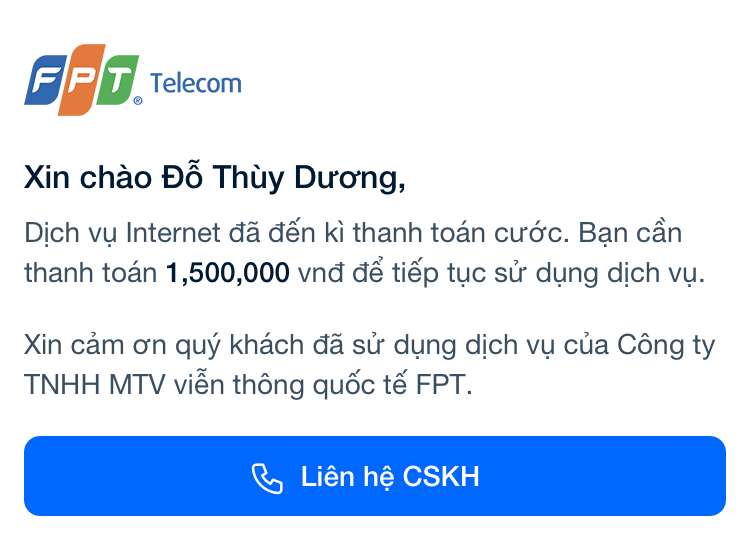 FPT® Telecom
Xin chào Đỗ Thùy Dương,
Dịch vụ Internet đã đến kì thanh toán cước. Bạn cần
thanh toán 1,500,000 vnđ để tiếp tục sử dụng dịch vụ.
Xin cảm ơn quý khách đã sử dụng dịch vụ của Công ty
TNHH MTV viễn thông quốc tế FPT.
Liên hệ CSKH